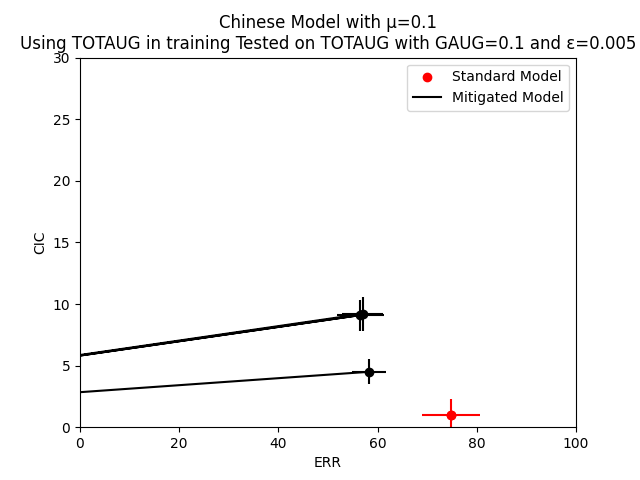 Chinese Model with μ=0.1
Using TOTAUG in training Tested on TOTAUG with GAUG=0.1 and ε=0.005
Standard Model
Mitigated Model
30
25
20
15
10
5
0
CIC
0 20 40 60 80 100
ERR